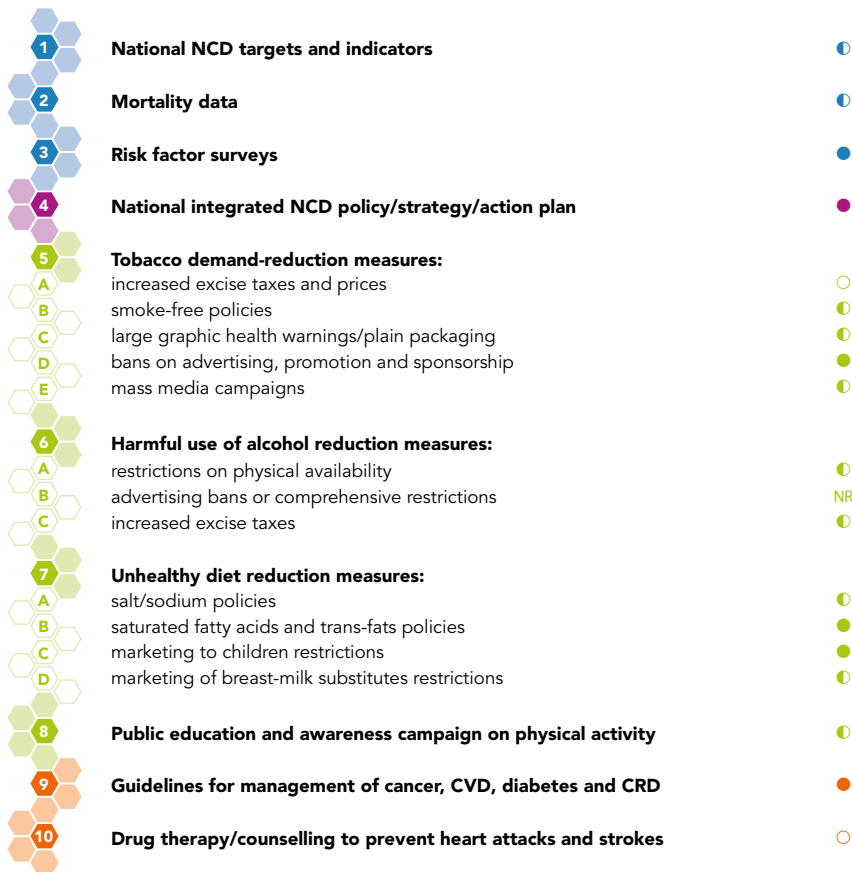 1 National NCD targets and indicators
2 Mortality data
3 Risk factor surveys
4 National integrated NCD policy/strategy/action plan
5 Tobacco demand-reduction measures:
A increased excise taxes and prices
B smoke-free policies
C large graphic health warnings/plain packaging
D bans on advertising, promotion and sponsorship
E mass media campaigns
6 Harmful use of alcohol reduction measures:
A restrictions on physical availability
B advertising bans or comprehensive restrictions NR
C increased excise taxes
7 Unhealthy diet reduction measures:
A salt/sodium policies
B saturated fatty acids and trans-fats policies
C marketing to children restrictions
D marketing of breast-milk substitutes restrictions
8 Public education and awareness campaign on physical activity
9 Guidelines for management of cancer, CVD, diabetes and CRD
10 Drug therapy/counselling to prevent heart attacks and strokes